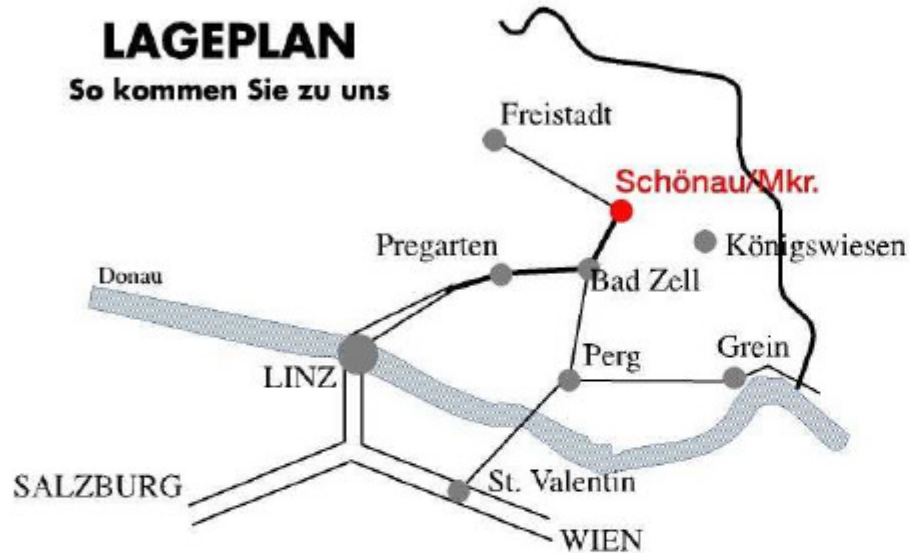 LAGEPLAN
So kommen Sie zu uns
Freistadt
Schönau/Mkr.
Pregarten
Königswiesen
Donau
Bad Zell
Perg
Grein
LINZ
SALZBURG
St. Valentin
WIEN